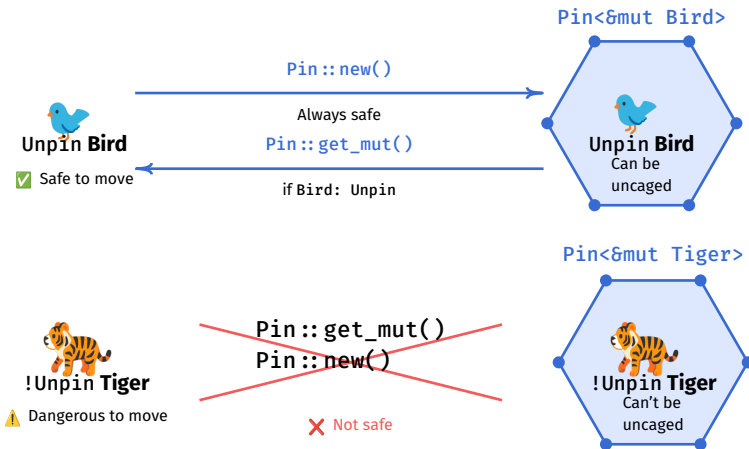 Pin<&mut Bird>
Pin::new()
Always safe
Unpin Bird
✅ Safe to move
Pin::get_mut()
if Bird: Unpin
Unpin Bird
Can be
uncaged
Pin<&mut Tiger>
!Unpin Tiger
⚠️ Dangerous to move
Pin::get_mut()
Pin::new()
❌ Not safe
!Unpin Tiger
Can’t be
uncaged